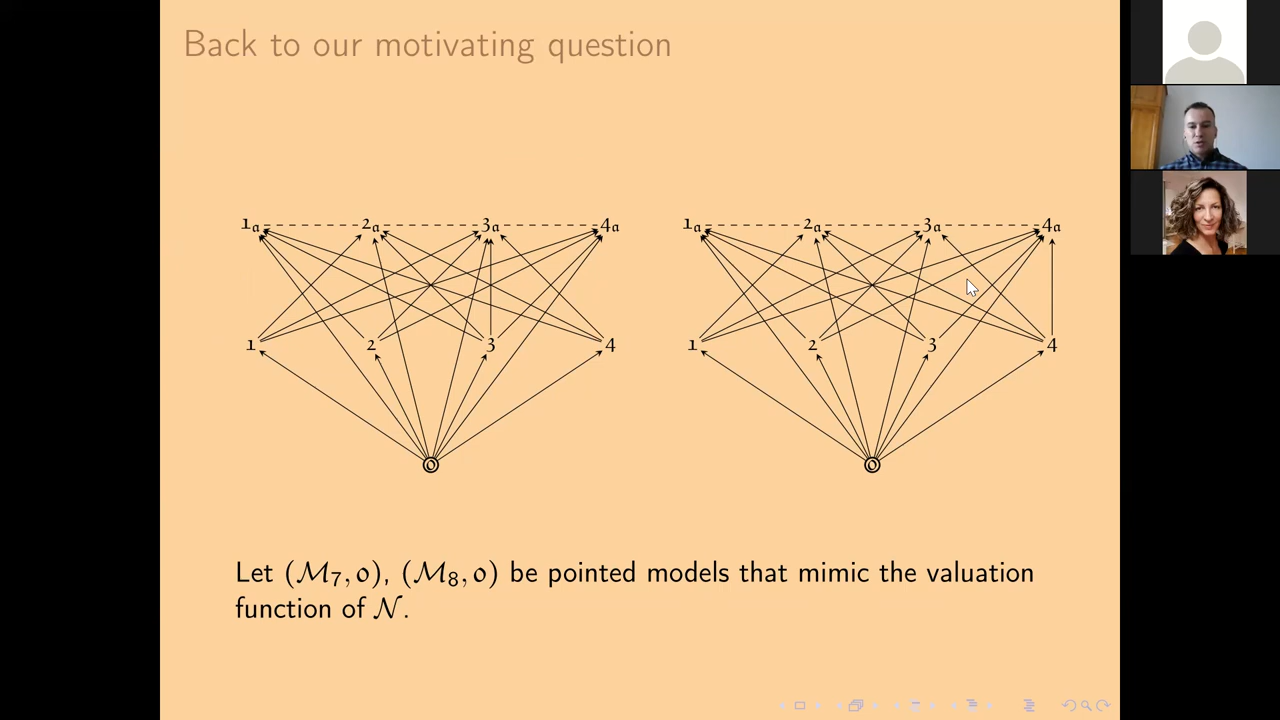 Back to our motivating question
1a 2a 3a 4a 1a 2a 3a 4a
1 2 3 4 1 2 3 4
0 0
Let (ℳ₇, 0), (ℳ₈, 0) be pointed models that mimic the valuation
function of 𝒩.